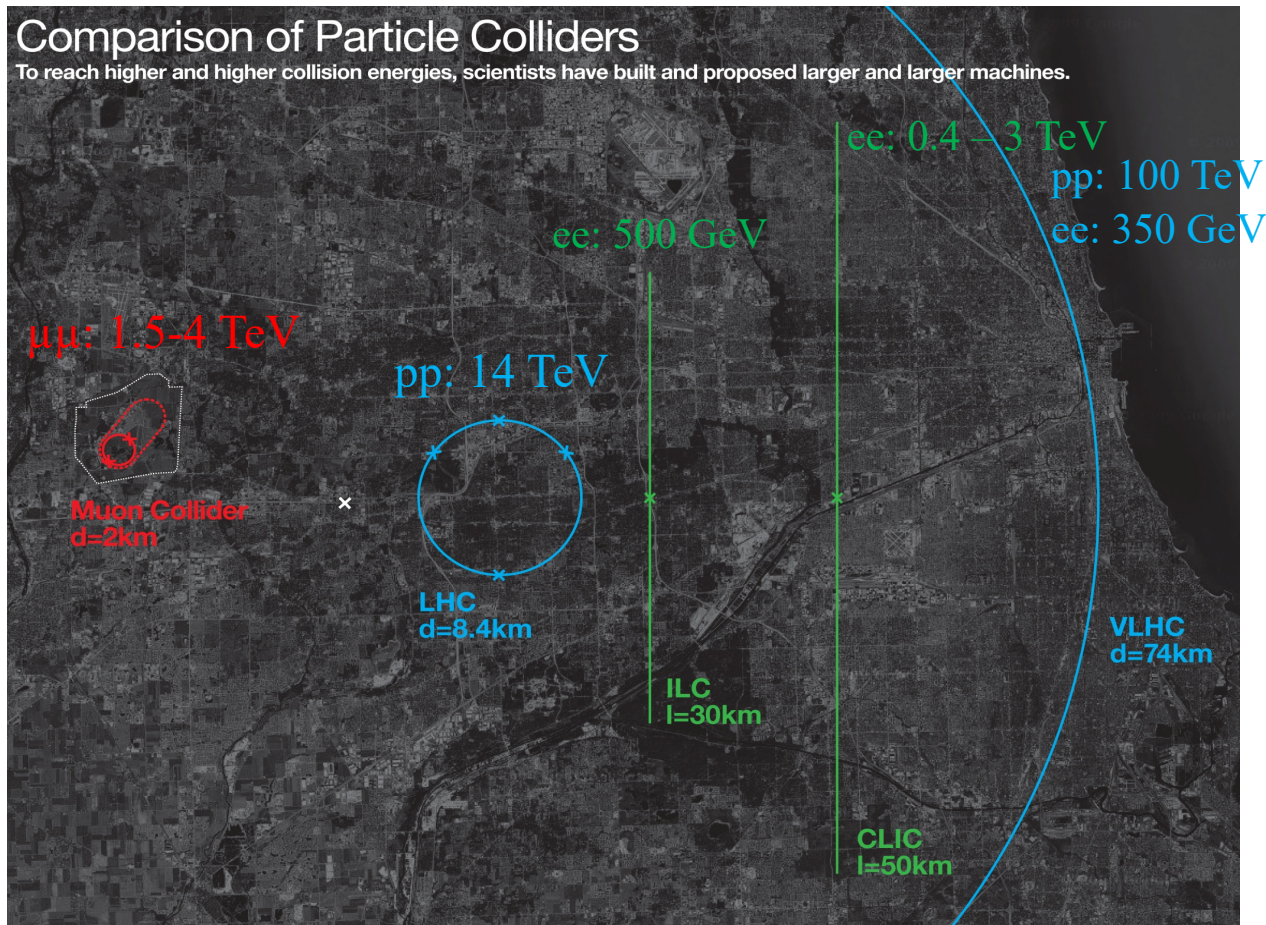 Comparison of Particle Colliders
To reach higher and higher collision energies, scientists have built and proposed larger and larger machines.
ee: 0.4 – 3 TeV
pp: 100 TeV
ee: 350 GeV
ee: 500 GeV
µµ: 1.5-4 TeV
pp: 14 TeV
Muon Collider
d=2km
LHC
d=8.4km
VLHC
d=74km
ILC
l=30km
CLIC
l=50km